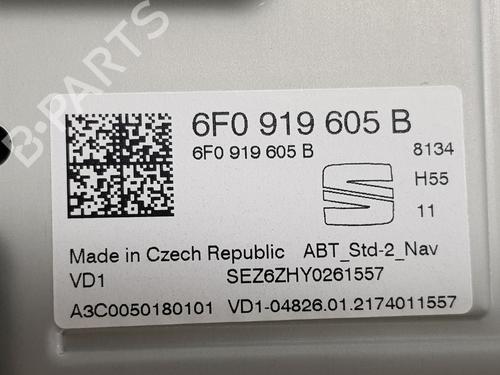 B-PARTS
6F0 919 605 B
6F0 919 605 B
8134
H55
11
Made in Czech Republic ABT_Std-2_Nav
VD1 SEZ6ZHY0261557
A3C0050180101 VD1-04826.01.2174011557